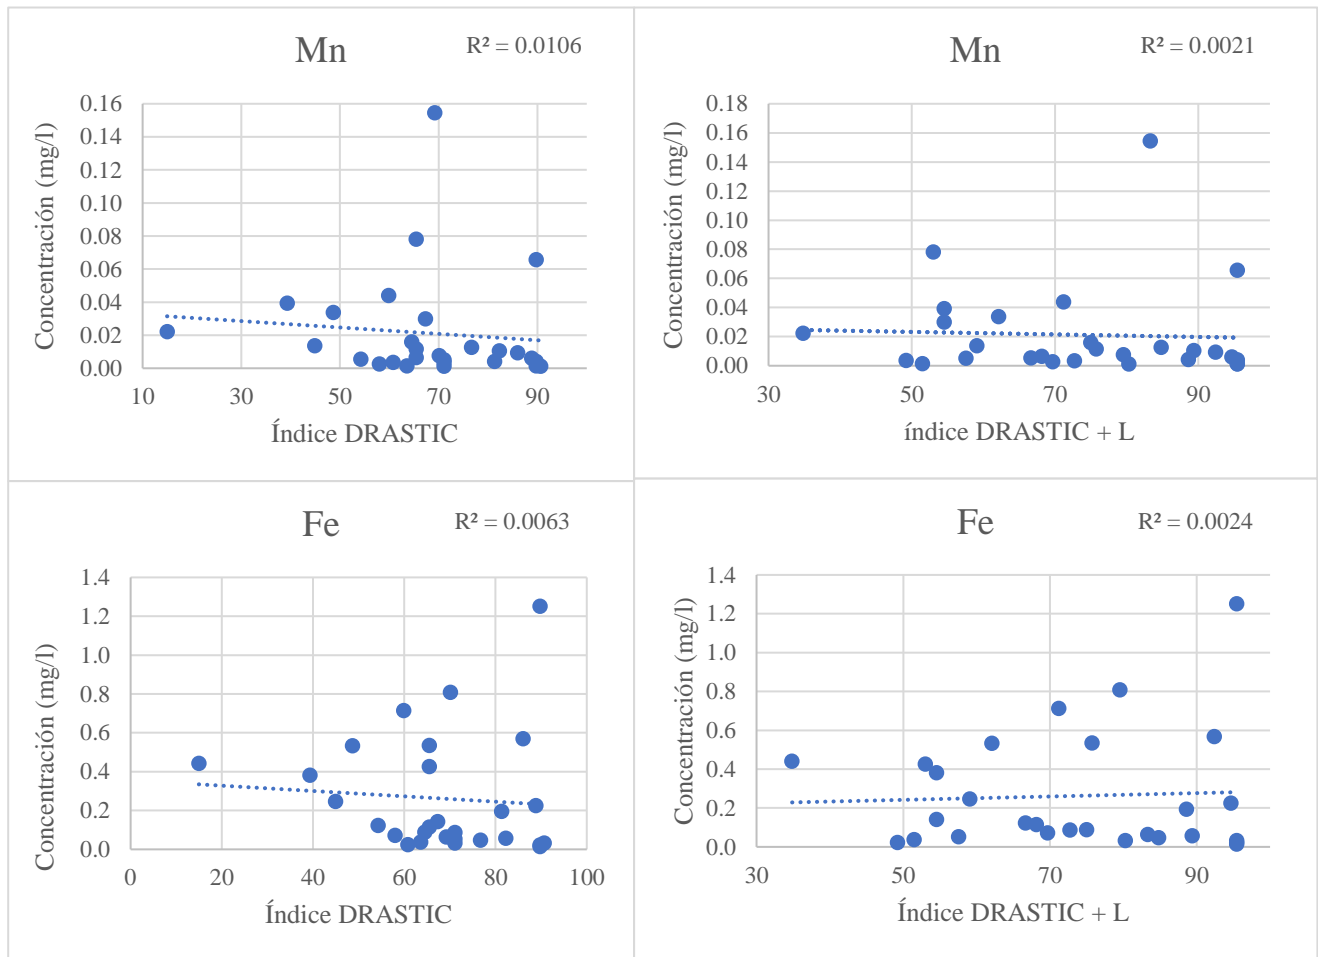 Mn
R² = 0.0106
Concentración (mg/l)
0.16
0.14
0.12
0.10
0.08
0.06
0.04
0.02
0.00
10 30 50 70 90
Índice DRASTIC
Mn
R² = 0.0021
Concentración (mg/l)
0.18
0.16
0.14
0.12
0.10
0.08
0.06
0.04
0.02
0.00
30 50 70 90
índice DRASTIC + L
Fe
R² = 0.0063
Concentración (mg/l)
1.4
1.2
1.0
0.8
0.6
0.4
0.2
0.0
0 20 40 60 80 100
Índice DRASTIC
Fe
R² = 0.0024
Concentración (mg/l)
1.4
1.2
1.0
0.8
0.6
0.4
0.2
0.0
30 50 70 90
Índice DRASTIC + L